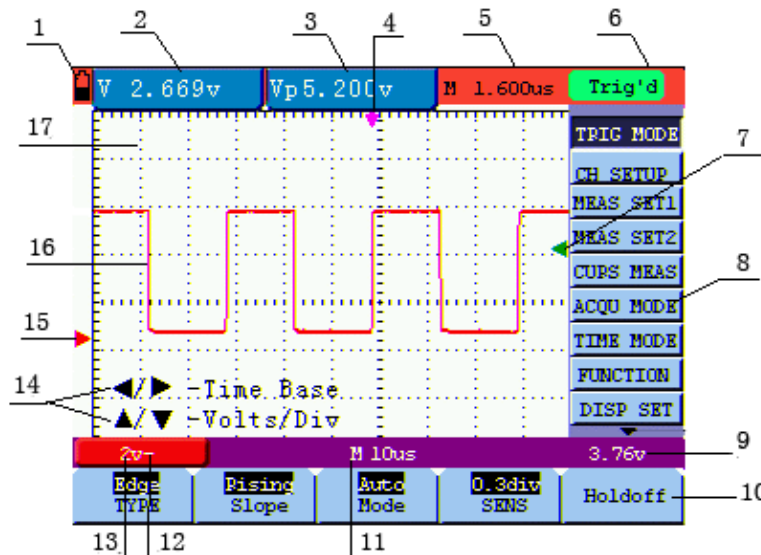 1 2 3 4 5 6
V 2.669v Vp5.200v M 1.600us Trig'd
17
TRIG MODE
7
CH SETUP
MEAS SET1
MEAS SET2
16
CUPS MEAS
8
ACQU MODE
15
TIME MODE
FUNCTION
14
◀/▶ -Time Base
DISP SET
▲/▼ -Volts/Div
9
2v- M 10us 3.76v
Edge Rising Auto 0.3div
TYPE Slope Mode SENS Holdoff
10
13 12 11